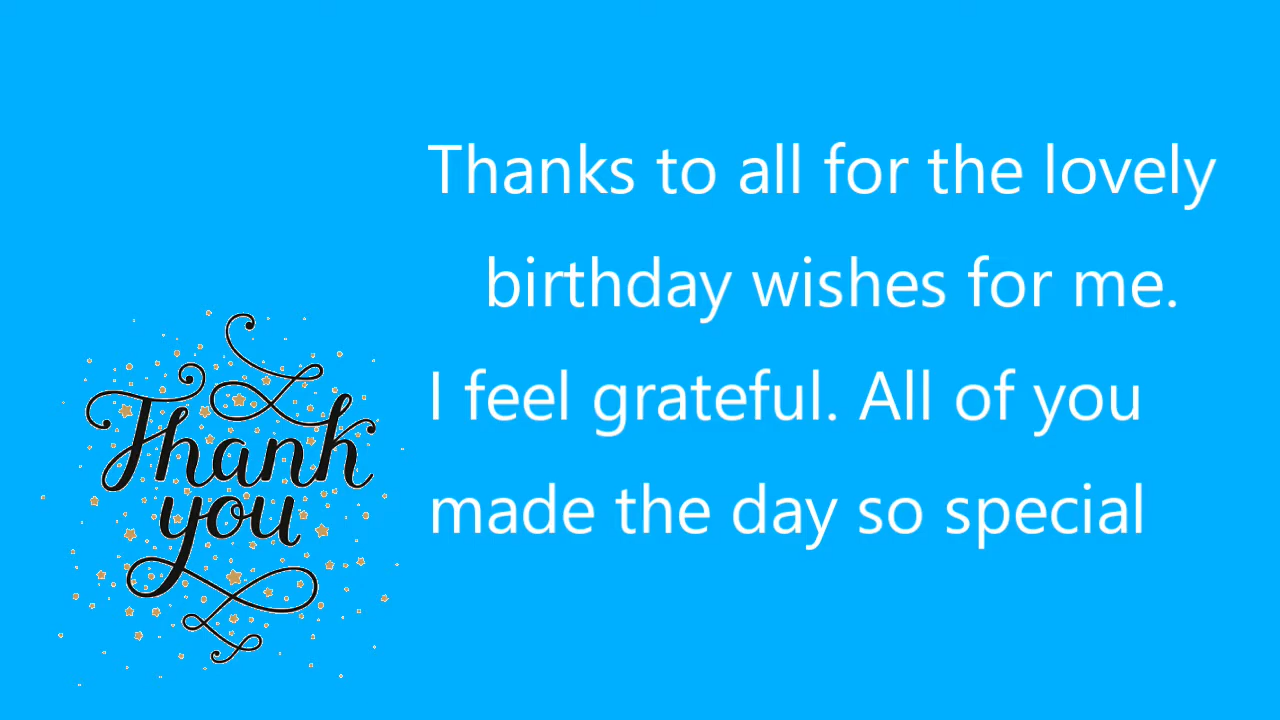 Thanks to all for the lovely
birthday wishes for me.
I feel grateful. All of you
made the day so special
Thank
you